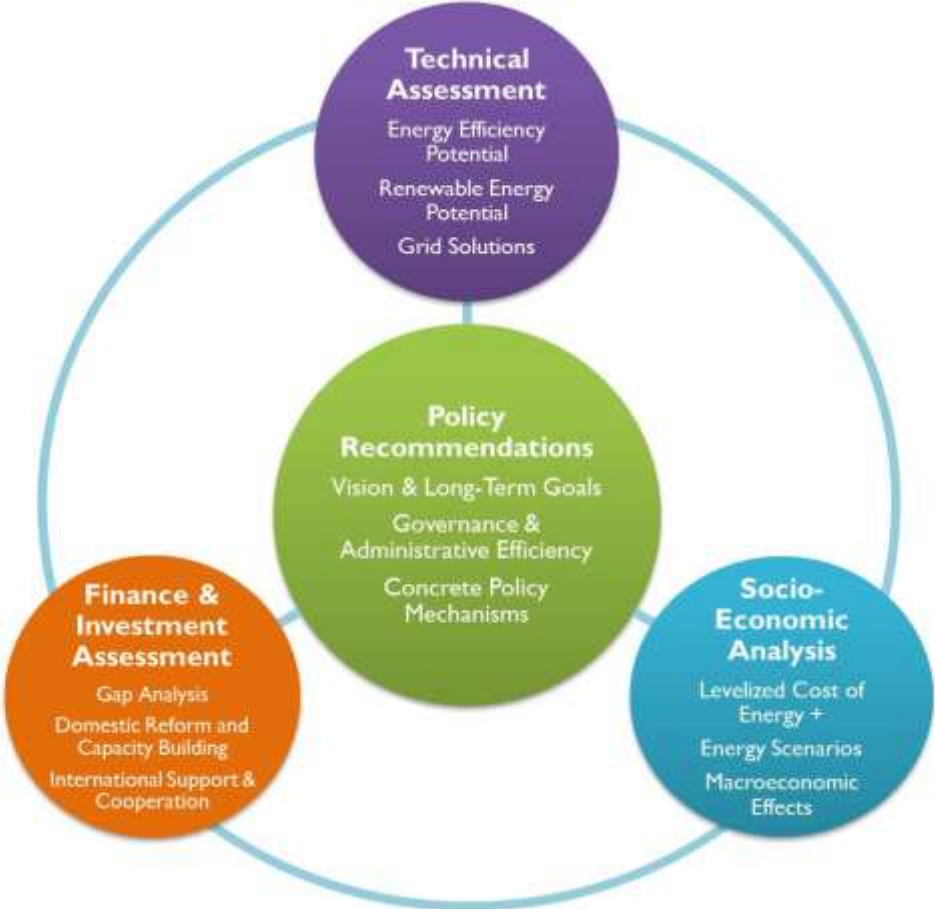 Technical
Assessment
Energy Efficiency
Potential
Renewable Energy
Potential
Grid Solutions
Policy
Recommendations
Vision & Long-Term Goals
Governance &
Administrative Efficiency
Concrete Policy
Mechanisms
Finance &
Investment
Assessment
Gap Analysis
Domestic Reform and
Capacity Building
International Support &
Cooperation
Socio-
Economic
Analysis
Levelized Cost of
Energy +
Energy Scenarios
Macroeconomic
Effects